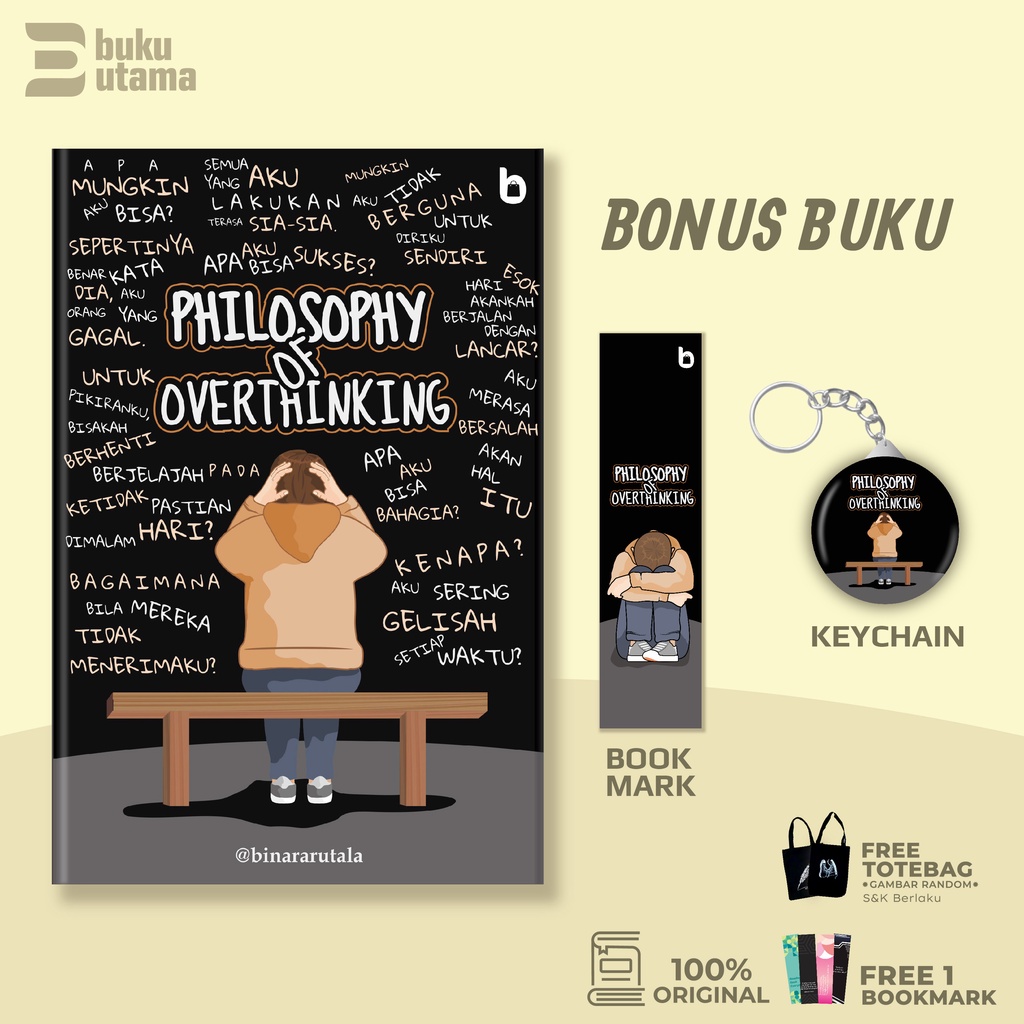 buku
utama
A P A
MUNGKIN
AKU BISA?
SEMUA
YANG AKU
LAKUKAN
TERASA SIA-SIA.
MUNGKIN
AKU TIDAK
BERGUNA
UNTUK
DIRIKU
SENDIRI
SEPERTINYA
BENAR KATA
DIA, AKU
ORANG YANG
GAGAL.
APA AKU
BISA SUKSES?
ESOK
HARI
AKANKAH
BERJALAN
DENGAN
LANCAR?
PHILOSOPHY
OF
OVERTHINKING
UNTUK
PIKIRANKU,
BISAKAH
BERHENTI
BERJELAJAH PADA
KETIDAK PASTIAN
DIMALAM HARI?
AKU
MERASA
BERSALAH
AKAN
HAL
ITU
APA
AKU
BISA
BAHAGIA?
BAGAIMANA
BILA MEREKA
TIDAK
MENERIMAKU?
KENAPA?
AKU SERING
GELISAH
SETIAP WAKTU?
@binararutala
BONUS BUKU
PHILOSOPHY
OF
OVERTHINKING
BOOK
MARK
PHILOSOPHY
OF
OVERTHINKING
KEYCHAIN
FREE
TOTEBAG
•GAMBAR RANDOM•
S&K Berlaku
100%
ORIGINAL
FREE 1
BOOKMARK